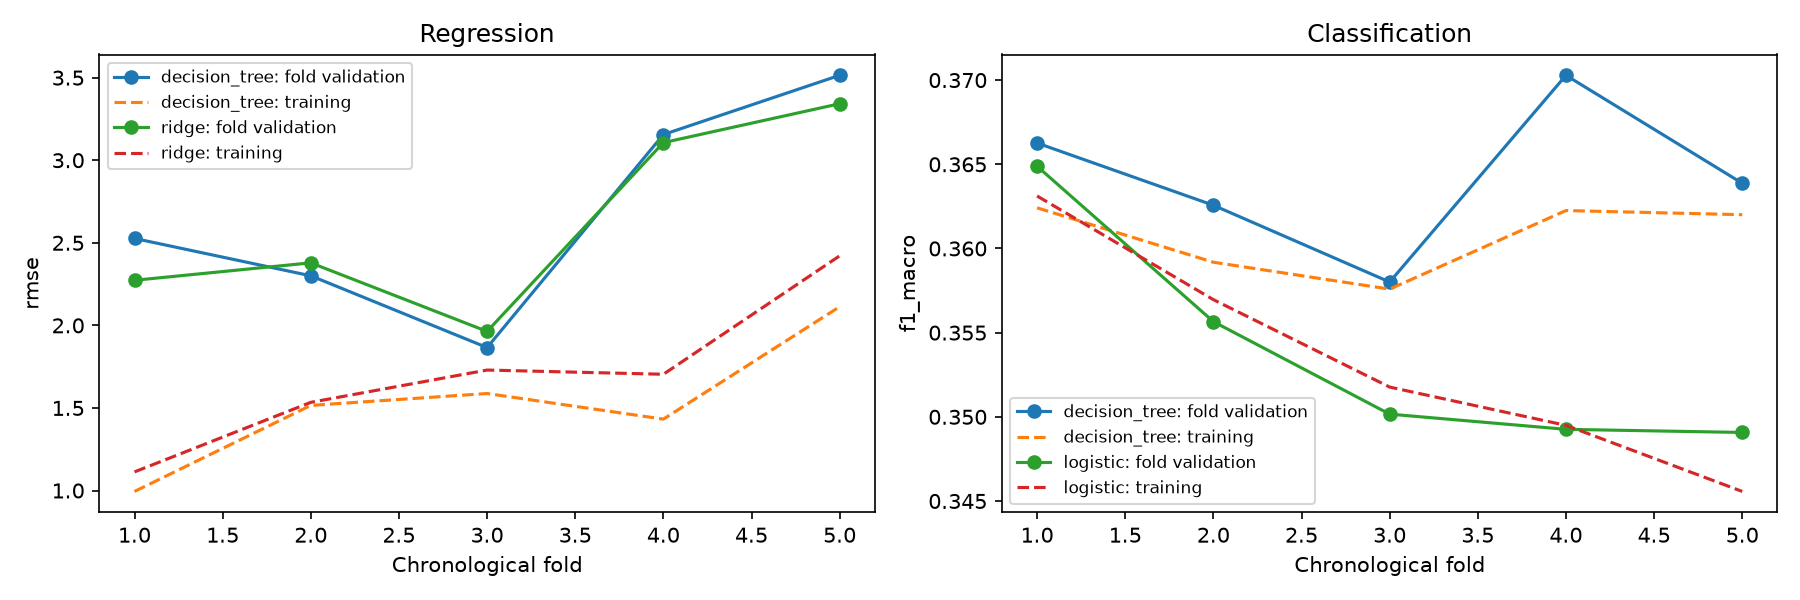 Regression
decision_tree: fold validation
decision_tree: training
ridge: fold validation
ridge: training
3.5
3.0
2.5
2.0
1.5
1.0
rmse
1.0 1.5 2.0 2.5 3.0 3.5 4.0 4.5 5.0
Chronological fold
Classification
0.370
0.365
0.360
0.355
0.350
0.345
f1_macro
decision_tree: fold validation
decision_tree: training
logistic: fold validation
logistic: training
1.0 1.5 2.0 2.5 3.0 3.5 4.0 4.5 5.0
Chronological fold